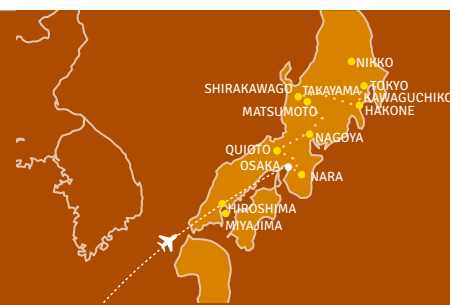 NIKKO
TOKYO
SHIRAKAWAGO
TAKAYAMA
KAWAGUCHIKO
MATSUMOTO
HAKONE
NAGOYA
QUIOTO
OSAKA
NARA
HIROSHIMA
MIYAJIMA